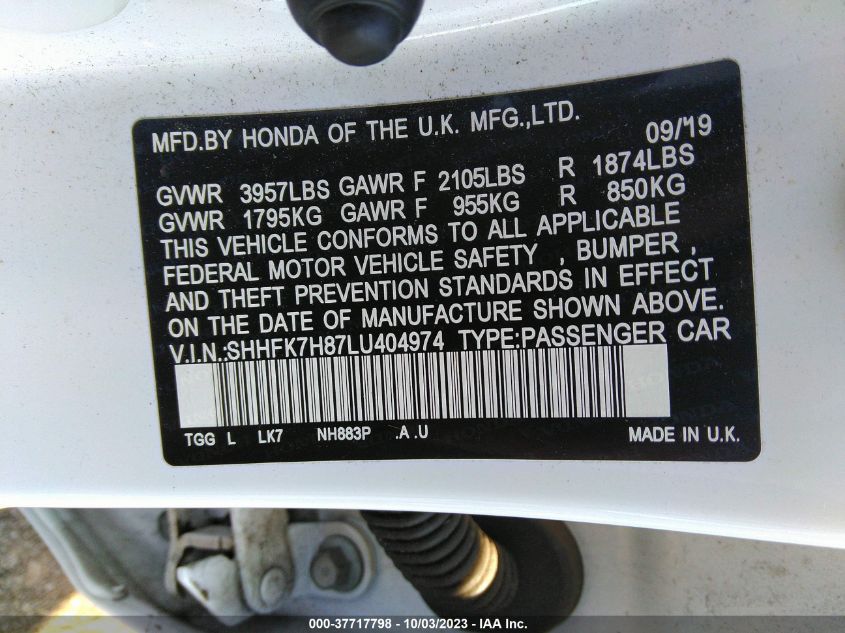 MFD.BY HONDA OF THE U.K. MFG.,LTD. 09/19
GVWR 3957LBS GAWR F 2105LBS R 1874LBS
GVWR 1795KG GAWR F 955KG R 850KG
THIS VEHICLE CONFORMS TO ALL APPLICABLE
FEDERAL MOTOR VEHICLE SAFETY , BUMPER ,
AND THEFT PREVENTION STANDARDS IN EFFECT
ON THE DATE OF MANUFACTURE SHOWN ABOVE.
V.I.N.:SHHFK7H87LU404974 TYPE:PASSENGER CAR
TGG L LK7 NH883P .A .U MADE IN U.K.
000-37717798 - 10/03/2023 - IAA Inc.